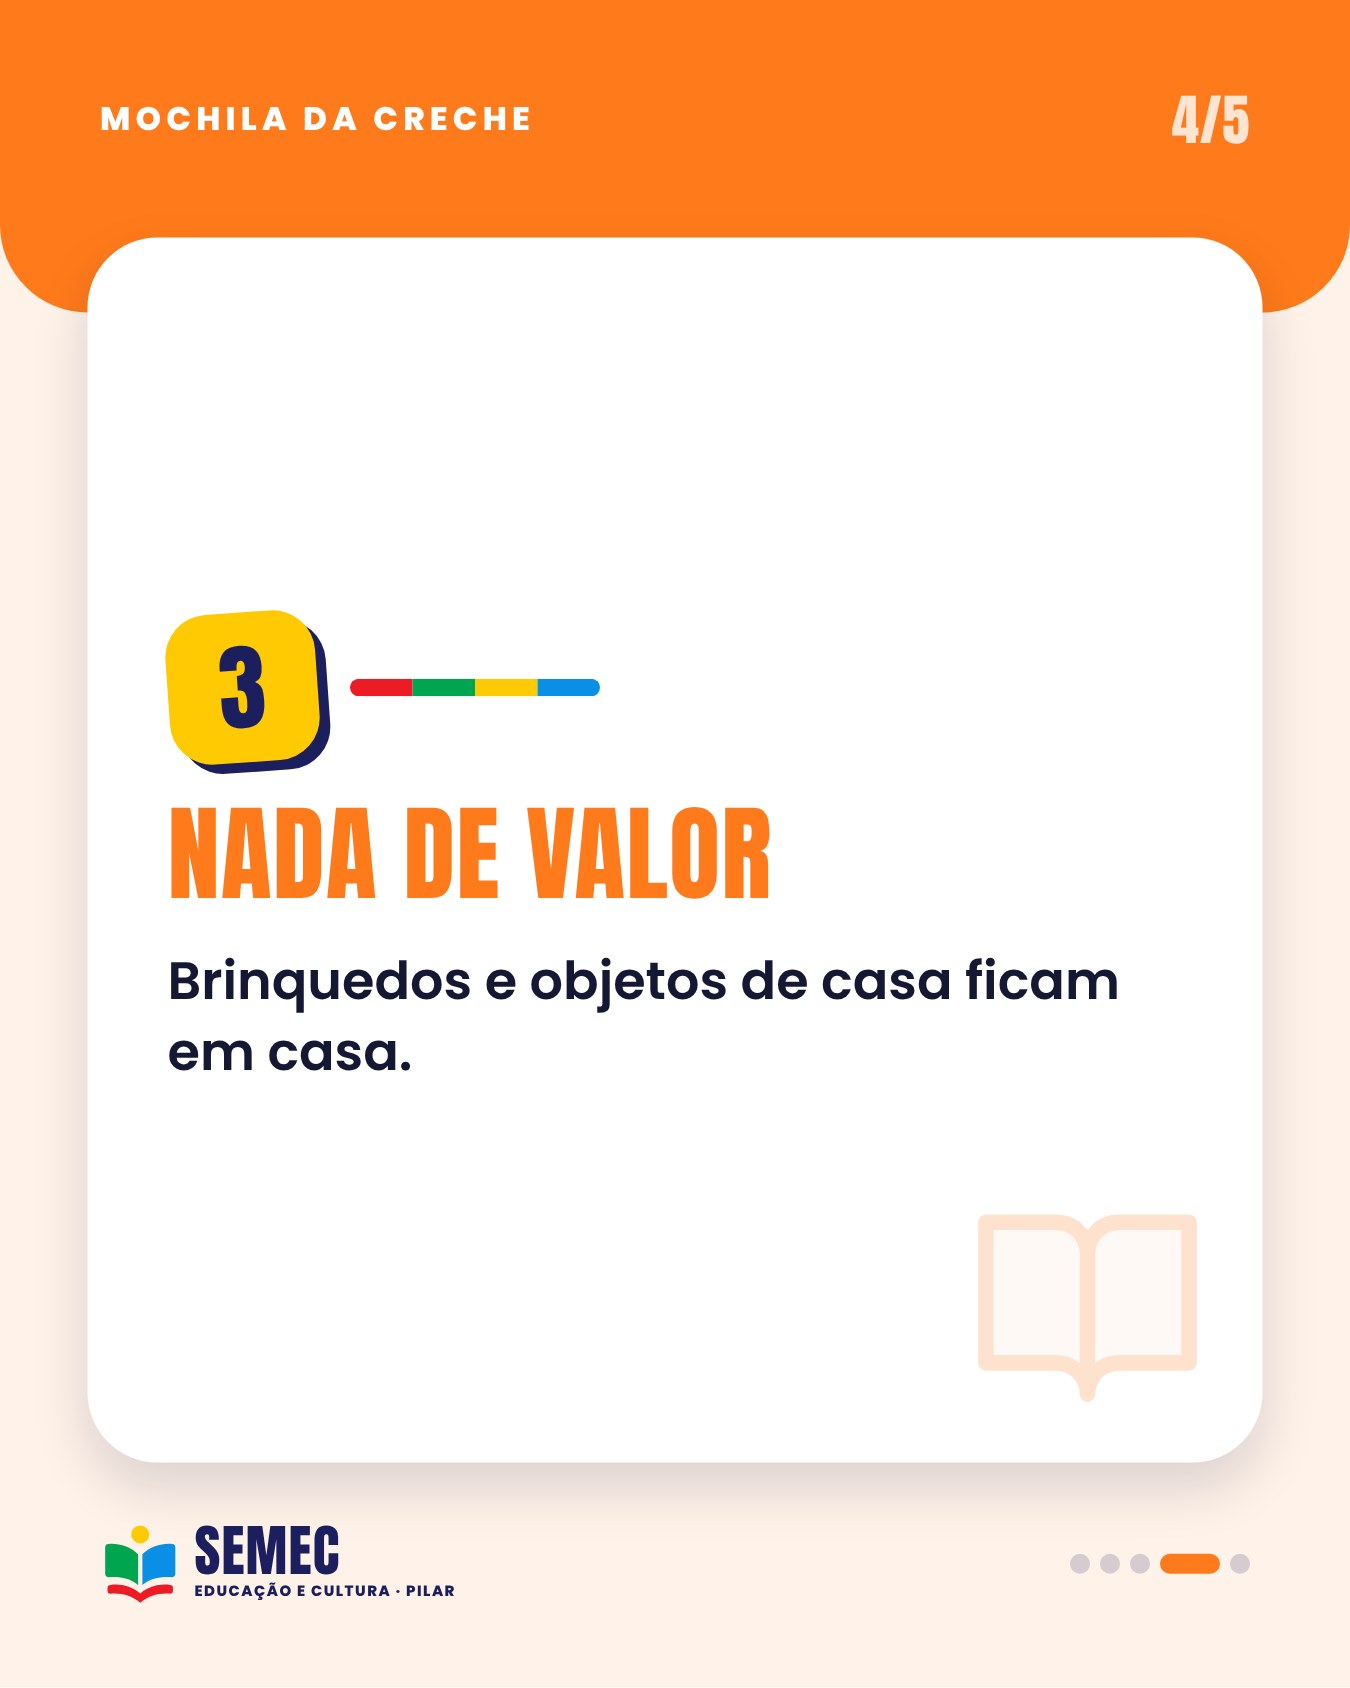 MOCHILA DA CRECHE
4/5
3
NADA DE VALOR
Brinquedos e objetos de casa ficam
em casa.
SEMEC
EDUCAÇÃO E CULTURA · PILAR